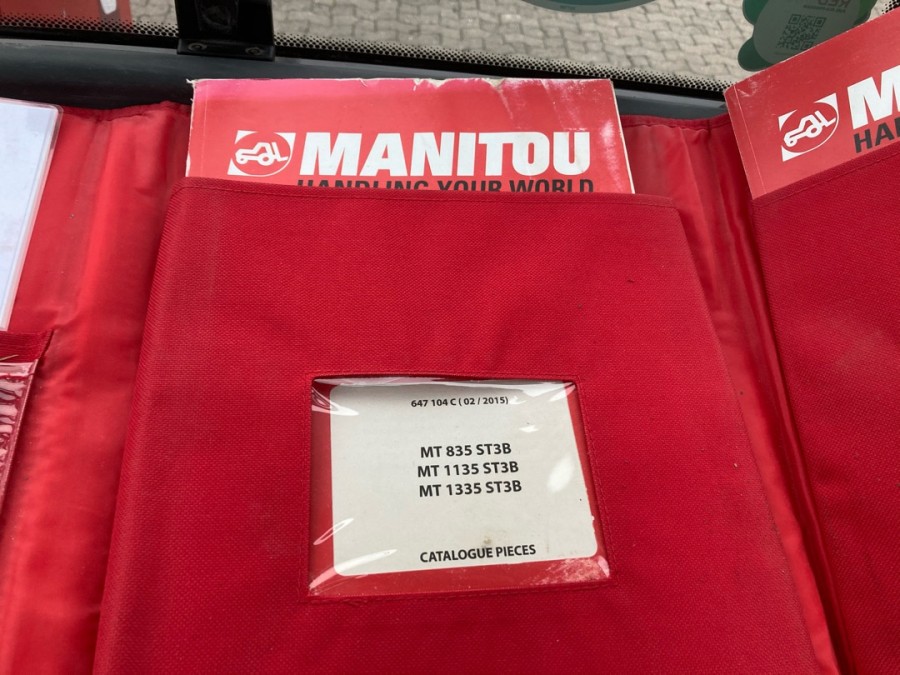 MANITOU
HANDLING YOUR WORLD
647 104 C ( 02 / 2015)
MT 835 ST3B
MT 1135 ST3B
MT 1335 ST3B
CATALOGUE PIECES